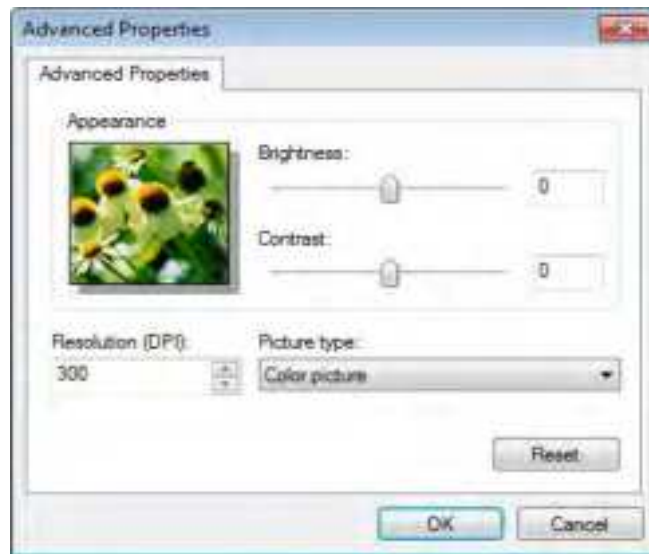 Advanced Properties
Advanced Properties
Appearance
Brightness:
0
Contrast:
0
Resolution (DPI):
Picture type:
300
Color picture
Reset
OK
Cancel